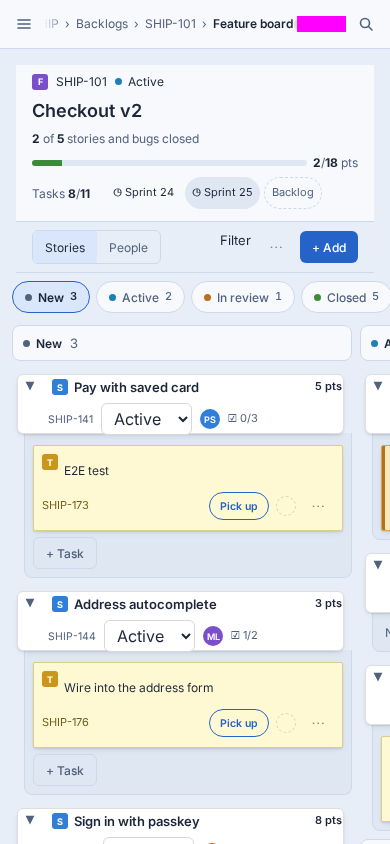 IP › Backlogs › SHIP-101 › Feature board
F SHIP-101 Active
Checkout v2
2 of 5 stories and bugs closed
2/18 pts
Tasks 8/11 Sprint 24 Sprint 25 Backlog
Stories People Filter ... + Add
New 3 Active 2 In review 1 Closed 5
New 3
S Pay with saved card 5 pts
SHIP-141 Active PS 0/3
T E2E test
SHIP-173 Pick up ...
+ Task
S Address autocomplete 3 pts
SHIP-144 Active ML 1/2
T Wire into the address form
SHIP-176 Pick up ...
+ Task
S Sign in with passkey 8 pts